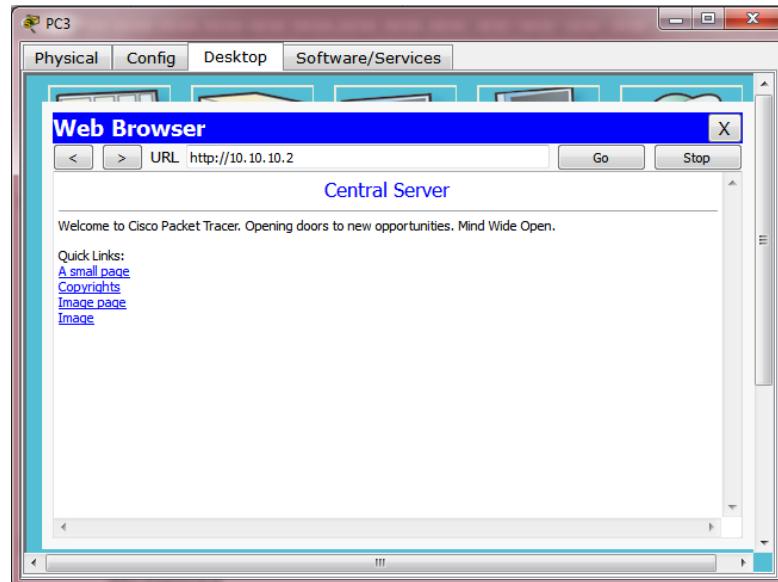 PC3
Physical Config Desktop Software/Services
Web Browser X
< > URL http://10.10.10.2 Go Stop
Central Server
Welcome to Cisco Packet Tracer. Opening doors to new opportunities. Mind Wide Open.
Quick Links:
A small page
Copyrights
Image page
Image